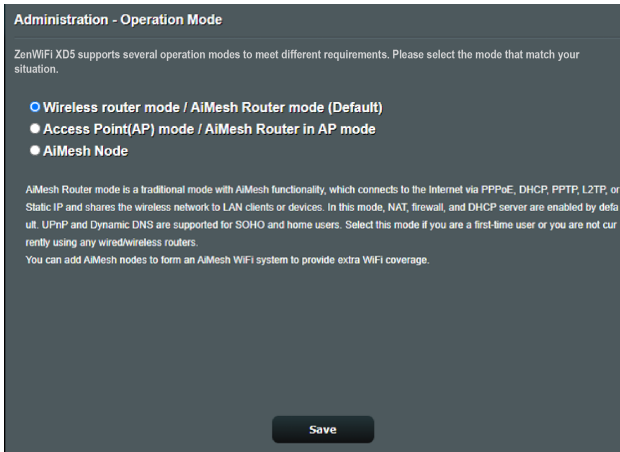 Administration - Operation Mode
ZenWiFi XD5 supports several operation modes to meet different requirements. Please select the mode that match your
situation.
Wireless router mode / AiMesh Router mode (Default)
Access Point(AP) mode / AiMesh Router in AP mode
AiMesh Node
AiMesh Router mode is a traditional mode with AiMesh functionality, which connects to the Internet via PPPoE, DHCP, PPTP, L2TP, or
Static IP and shares the wireless network to LAN clients or devices. In this mode, NAT, firewall, and DHCP server are enabled by defa
ult. UPnP and Dynamic DNS are supported for SOHO and home users. Select this mode if you are a first-time user or you are not cur
rently using any wired/wireless routers.
You can add AiMesh nodes to form an AiMesh WiFi system to provide extra WiFi coverage.
Save